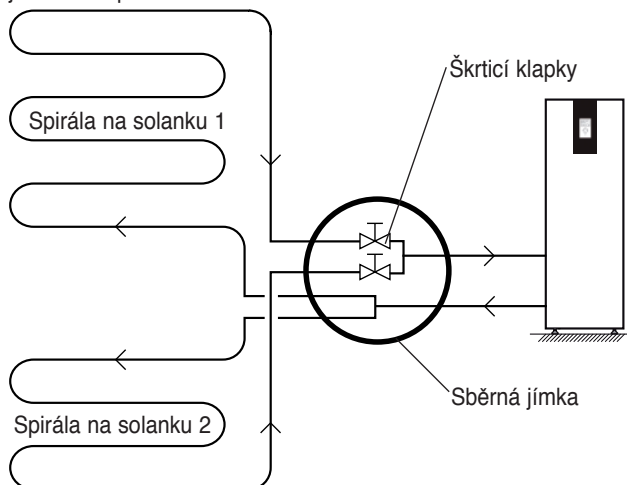 Škrticí klapky
Spirála na solanku 1
Sběrná jímka
Spirála na solanku 2